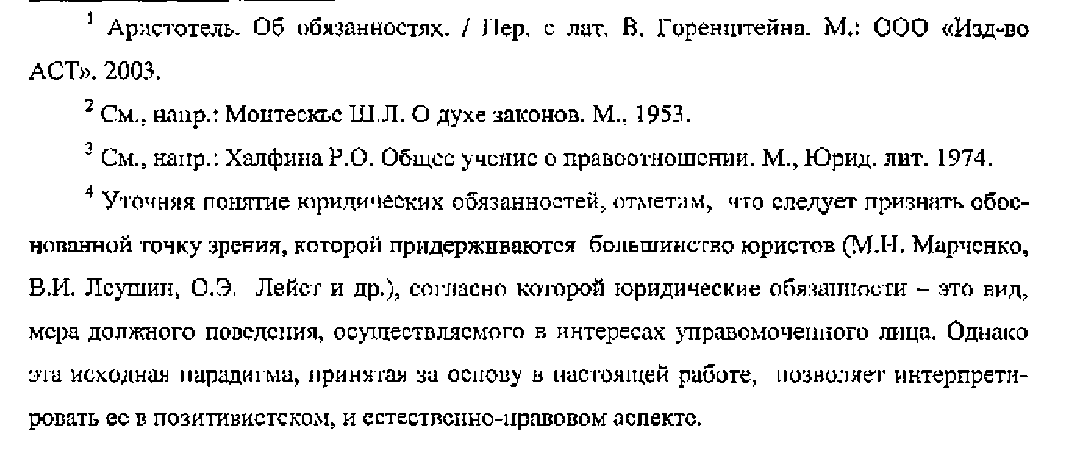 ¹ Аристотель. Об обязанностях. / Пер. с лат. В. Горенштейна. М.: ООО «Изд-во
АСТ». 2003.
² См., напр.: Монтескье Ш.Л. О духе законов. М., 1953.
³ См., напр.: Халфина Р.О. Общее учение о правоотношении. М., Юрид. лит. 1974.
⁴ Уточняя понятие юридических обязанностей, отметим, что следует признать обос-
нованной точку зрения, которой придерживаются большинство юристов (М.Н. Марченко,
В.И. Леушин, О.Э. Лейст и др.), согласно которой юридические обязанности – это вид,
мера должного поведения, осуществляемого в интересах управомоченного лица. Однако
эта исходная парадигма, принятая за основу в настоящей работе, позволяет интерпрети-
ровать ее в позитивистском, и естественно-правовом аспекте.